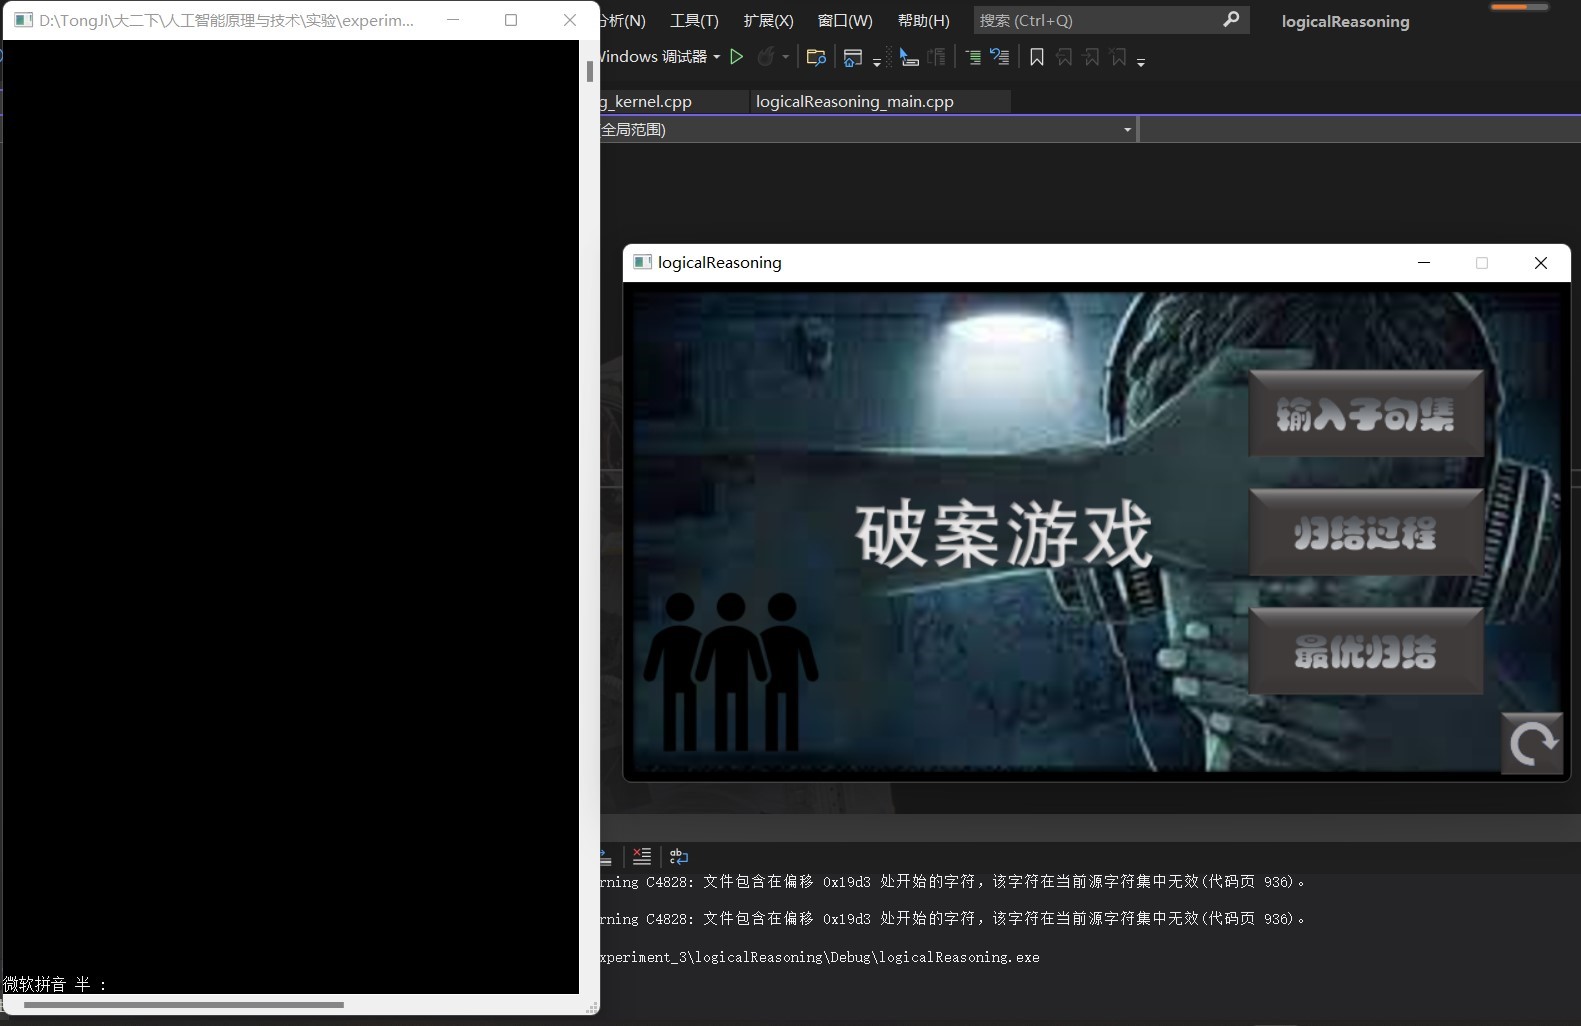 D:\TongJi\大二下\人工智能原理与技术\实验\experim...
分析(N) 工具(T) 扩展(X) 窗口(W) 帮助(H) 搜索 (Ctrl+Q) logicalReasoning
Windows 调试器
g_kernel.cpp logicalReasoning_main.cpp
(全局范围)
logicalReasoning
输入子句集
破案游戏
归结过程
最优归结
rning C4828: 文件包含在偏移 0x19d3 处开始的字符，该字符在当前源字符集中无效(代码页 936)。
rning C4828: 文件包含在偏移 0x19d3 处开始的字符，该字符在当前源字符集中无效(代码页 936)。
xperiment_3\logicalReasoning\Debug\logicalReasoning.exe
微软拼音 半 :